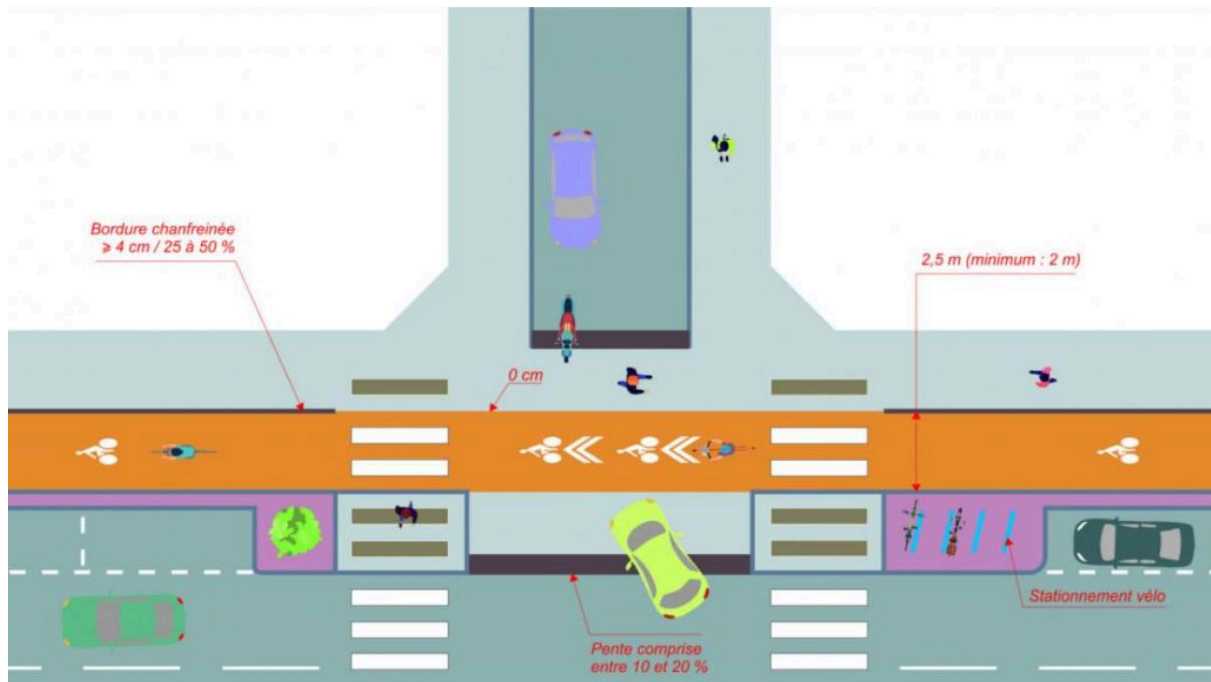 Bordure chanfreinée
⩾ 4 cm / 25 à 50 %
2,5 m (minimum : 2 m)
0 cm
Stationnement vélo
Pente comprise
entre 10 et 20 %